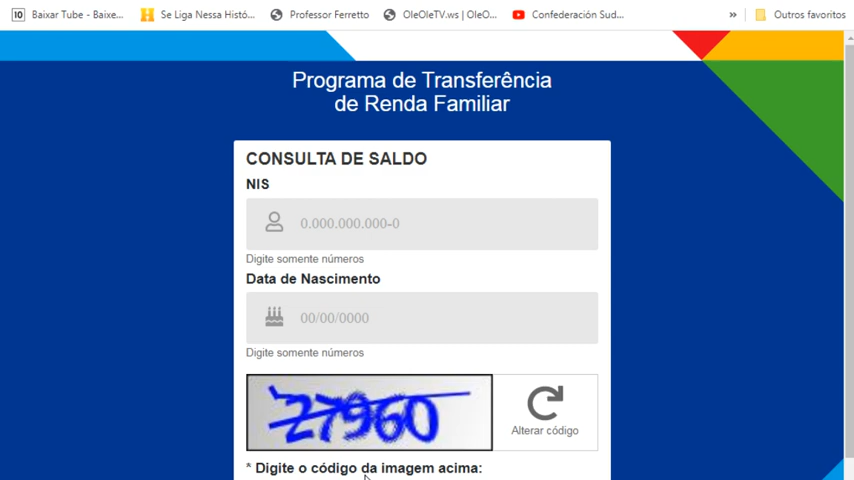 Baixar Tube - Baixe... Se Liga Nessa Histó... Professor Ferretto OleOleTV.ws | OleO... Confederación Sud... » Outros favoritos
Programa de Transferência
de Renda Familiar
CONSULTA DE SALDO
NIS
0.000.000.000-0
Digite somente números
Data de Nascimento
00/00/0000
Digite somente números
27960
Alterar código
* Digite o código da imagem acima: